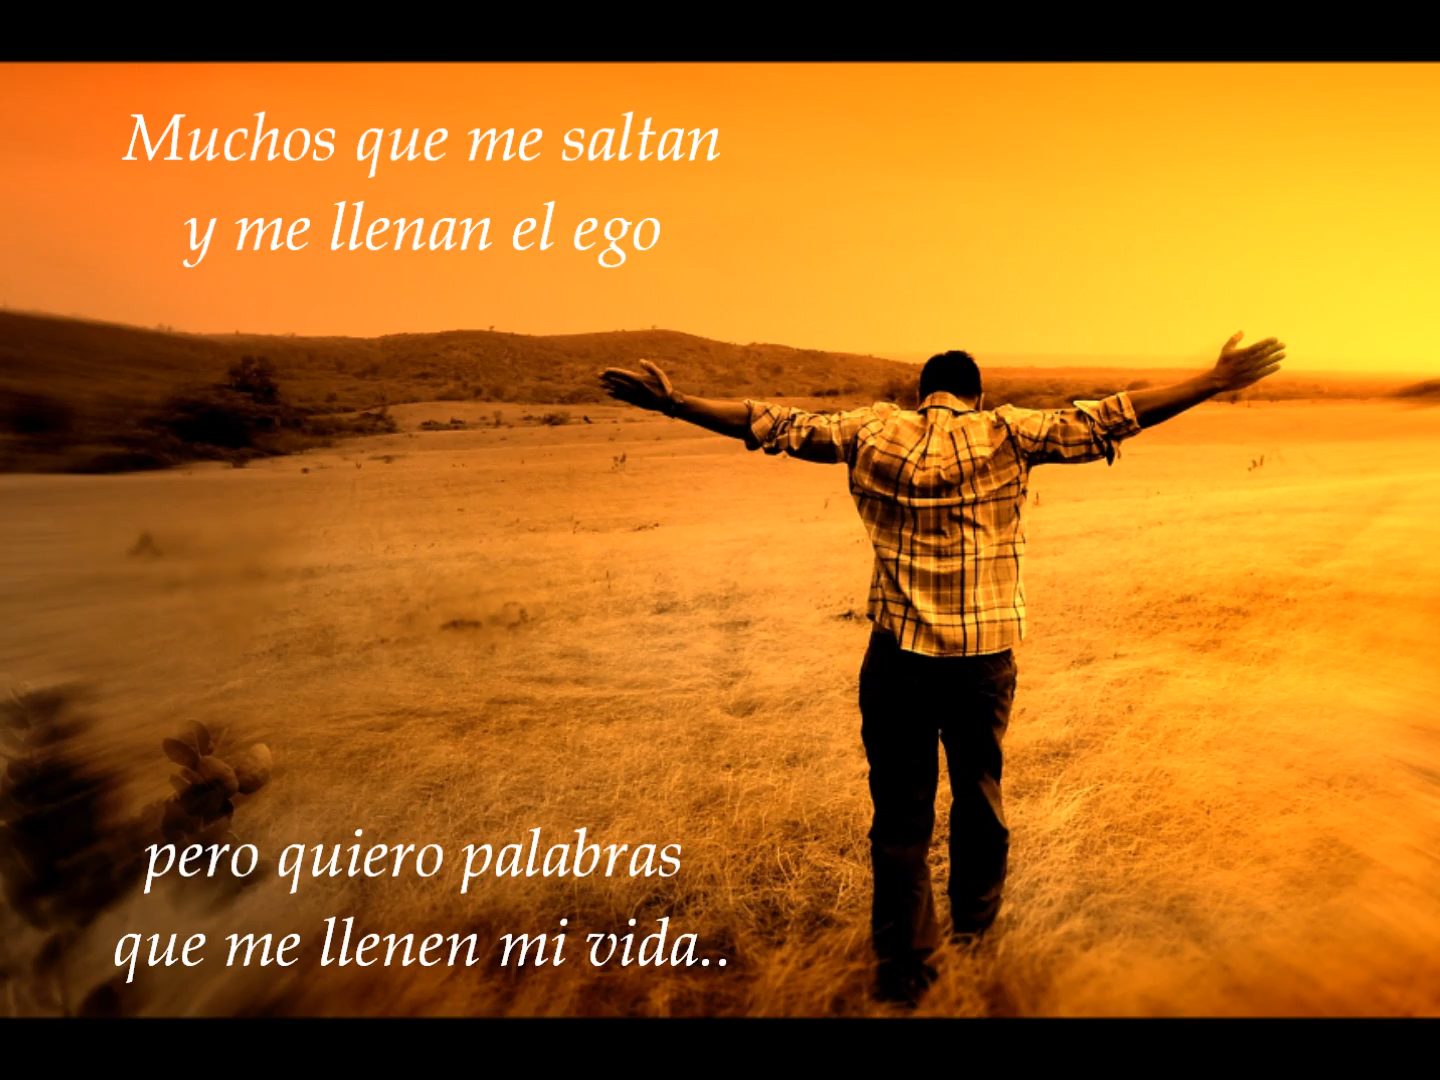 Muchos que me saltan
y me llenan el ego
pero quiero palabras
que me llenen mi vida..